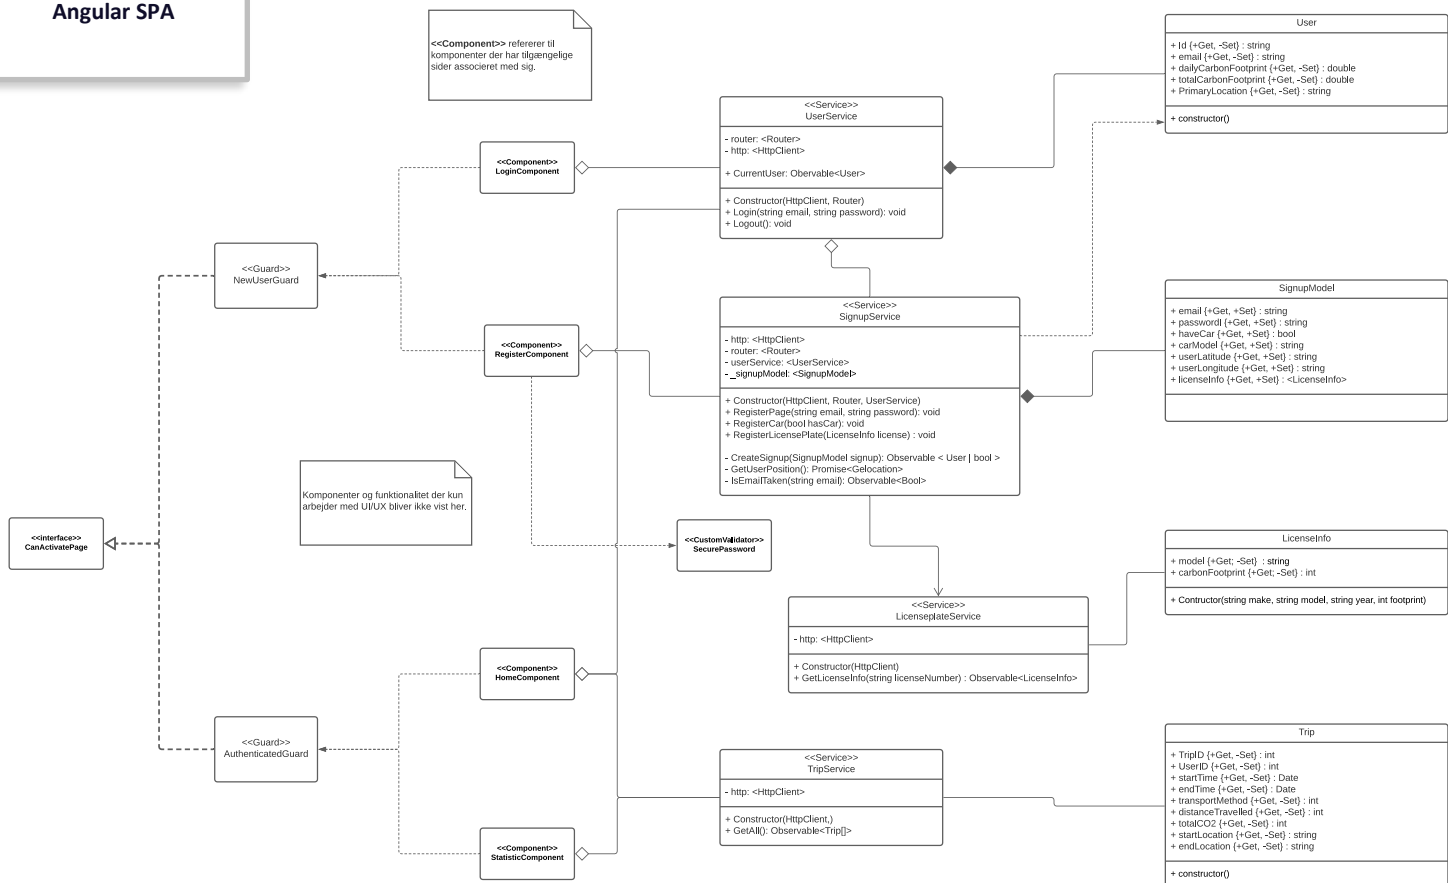 Angular SPA
<<Component>> refererer til
komponenter der har tilgængelige
sider associeret med sig.
User
+ Id {+Get, -Set} : string
+ email {+Get, -Set} : string
+ dailyCarbonFootprint {+Get, -Set} : double
+ totalCarbonFootprint {+Get, -Set} : double
+ PrimaryLocation {+Get, -Set} : string
+ constructor()
<<Service>>
UserService
- router: <Router>
- http: <HttpClient>
+ CurrentUser: Obervable<User>
+ Constructor(HttpClient, Router)
+ Login(string email, string password): void
+ Logout(): void
<<Component>>
LoginComponent
<<Guard>>
NewUserGuard
<<Component>>
RegisterComponent
<<Service>>
SignupService
- http: <HttpClient>
- router: <Router>
- userService: <UserService>
- _signupModel: <SignupModel>
+ Constructor(HttpClient, Router, UserService)
+ RegisterPage(string email, string password): void
+ RegisterCar(bool hasCar): void
+ RegisterLicensePlate(LicenseInfo license) : void
- CreateSignup(SignupModel signup): Observable < User | bool >
- GetUserPosition(): Promise<Gelocation>
- IsEmailTaken(string email): Observable<Bool>
SignupModel
+ email {+Get, +Set} : string
+ passwordl {+Get, +Set} : string
+ haveCar {+Get, +Set} : bool
+ carModel {+Get, +Set} : string
+ userLatitude {+Get, +Set} : string
+ userLongitude {+Get, +Set} : string
+ licenseInfo {+Get, +Set} : <LicenseInfo>
Komponenter og funktionalitet der kun
arbejder med UI/UX bliver ikke vist her.
<<interface>>
CanActivatePage
<<CustomValidator>>
SecurePassword
LicenseInfo
+ model {+Get; -Set} : string
+ carbonFootprint {+Get; -Set} : int
+ Contructor(string make, string model, string year, int footprint)
<<Service>>
LicenseplateService
- http: <HttpClient>
+ Constructor(HttpClient)
+ GetLicenseInfo(string licenseNumber) : Observable<LicenseInfo>
<<Component>>
HomeComponent
<<Guard>>
AuthenticatedGuard
<<Component>>
StatisticComponent
<<Service>>
TripService
- http: <HttpClient>
+ Constructor(HttpClient,)
+ GetAll(): Observable<Trip[]>
Trip
+ TripID {+Get, -Set} : int
+ UserID {+Get, -Set} : int
+ startTime {+Get, -Set} : Date
+ endTime {+Get, -Set} : Date
+ transportMethod {+Get, -Set} : int
+ distanceTravelled {+Get, -Set} : int
+ totalCO2 {+Get, -Set} : int
+ startLocation {+Get, -Set} : string
+ endLocation {+Get, -Set} : string
+ constructor()